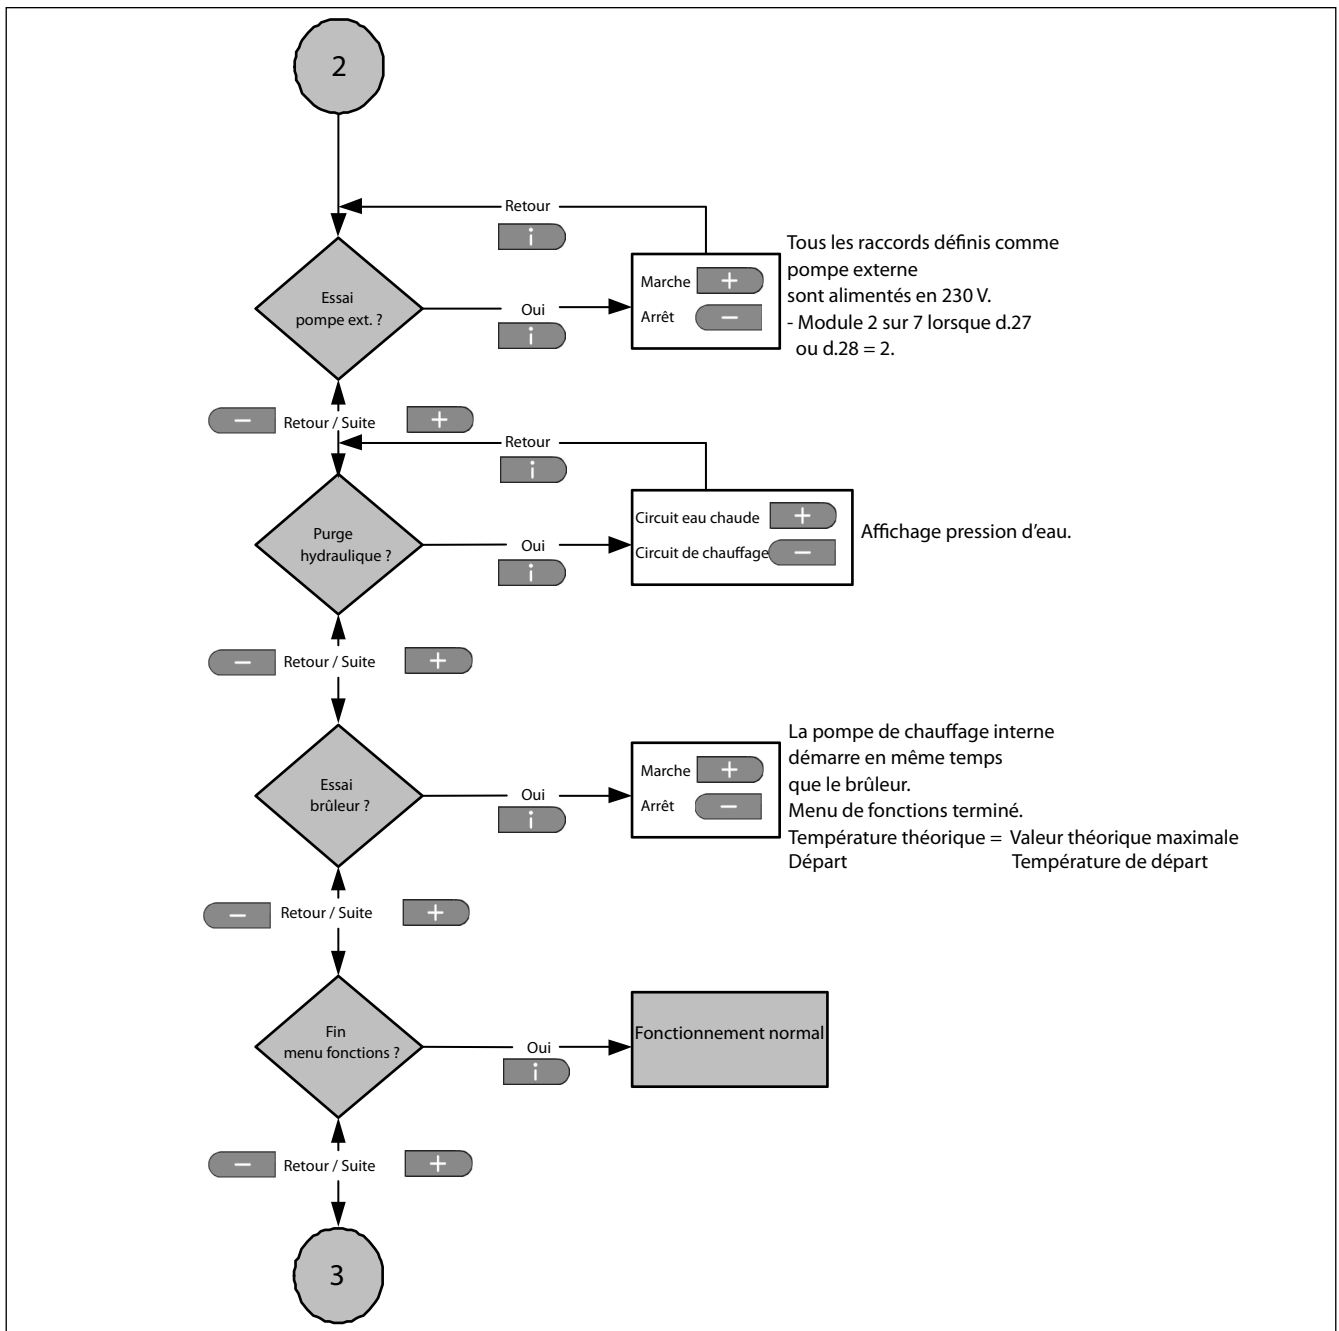 2
Retour
i
Essai
pompe ext. ?
Oui
i
Marche +
Arrêt −
Tous les raccords définis comme
pompe externe
sont alimentés en 230 V.
- Module 2 sur 7 lorsque d.27
ou d.28 = 2.
− Retour / Suite +
Retour
i
Purge
hydraulique ?
Oui
i
Circuit eau chaude +
Circuit de chauffage −
Affichage pression d'eau.
− Retour / Suite +
Essai
brûleur ?
Oui
i
Marche +
Arrêt −
La pompe de chauffage interne
démarre en même temps
que le brûleur.
Menu de fonctions terminé.
Température théorique = Valeur théorique maximale
Départ Température de départ
− Retour / Suite +
Fin
menu fonctions ?
Oui
i
Fonctionnement normal
− Retour / Suite +
3